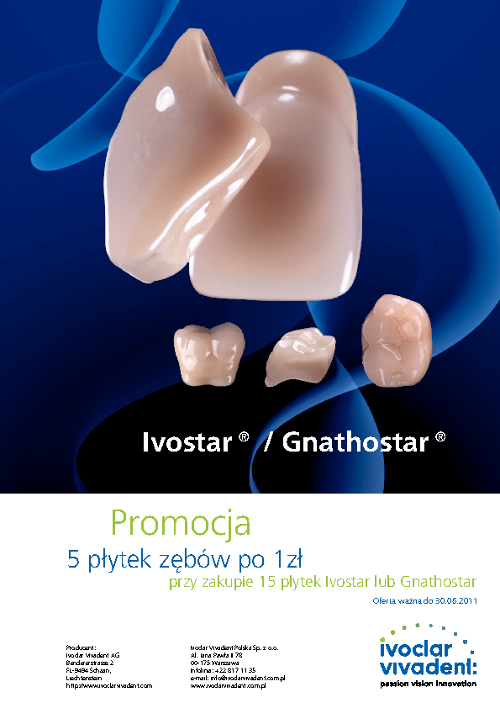 Ivostar® / Gnathostar®
Promocja
5 płytek zębów po 1zł
przy zakupie 15 płytek Ivostar lub Gnathostar
Oferta ważna do 30.06.2011
ivoclar
vivadent:
passion vision innovation
Producent:
Ivoclar Vivadent AG
Bendererstrasse 2
FL-9494 Schaan,
Liechtenstein
http://www.ivoclarvivadent.com
Ivoclar Vivadent Polska Sp. z o.o.
Al. Jana Pawła II 78
00-175 Warszawa
Infolinia: +22 817 11 35
e-mail: info@ivoclarvivadent.com.pl
www.ivoclarvivadent.com.pl